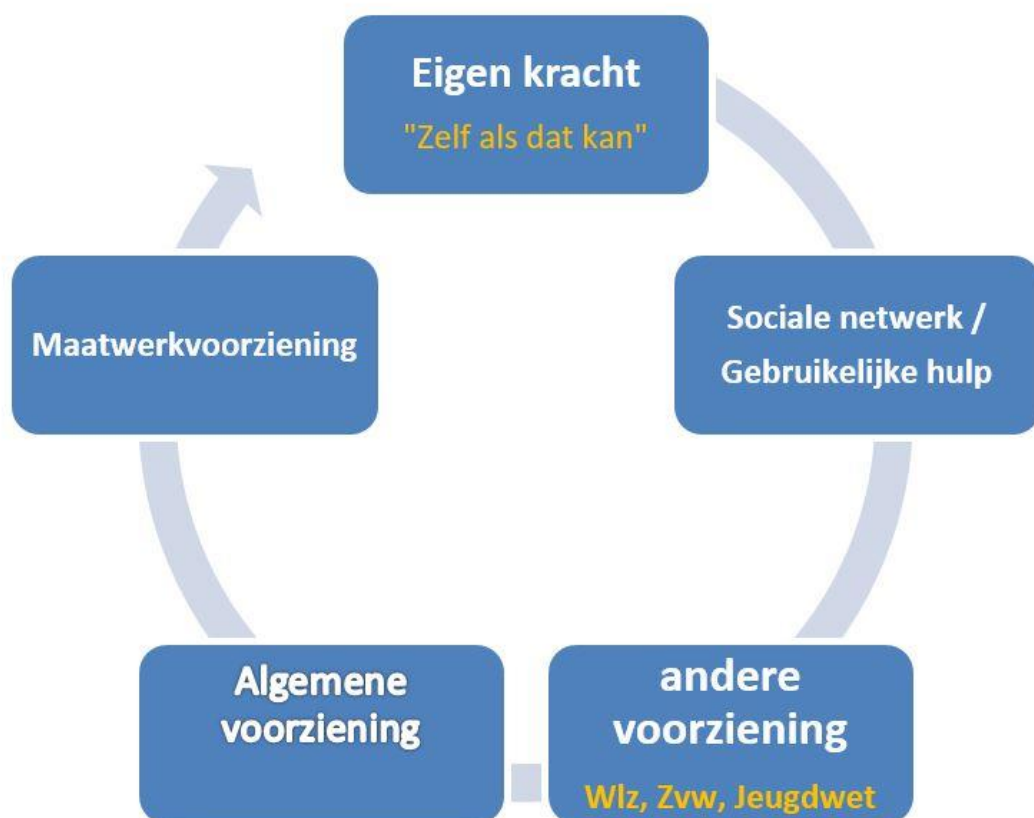 Eigen kracht
"Zelf als dat kan"
Sociale netwerk /
Gebruikelijke hulp
andere
voorziening
Wlz, Zvw, Jeugdwet
Algemene
voorziening
Maatwerkvoorziening